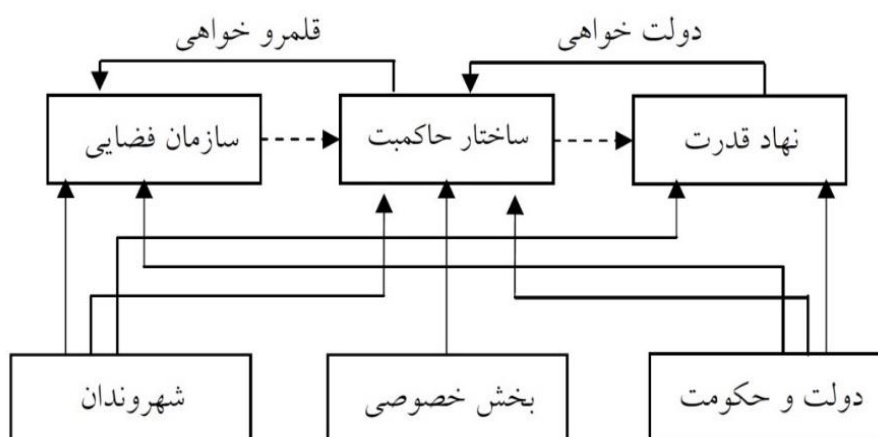 دولت خواهی
قلمرو خواهی
نهاد قدرت
ساختار حاکمبت
سازمان فضایی
دولت و حکومت
بخش خصوصی
شهروندان